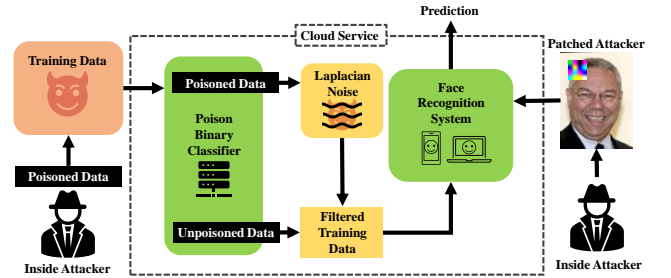 Prediction
Cloud Service
Training Data
Patched Attacker
Poisoned Data
Laplacian
Noise
Face
Recognition
System
Poison
Binary
Classifier
Poisoned Data
Unpoisoned Data
Filtered
Training
Data
Inside Attacker
Inside Attacker